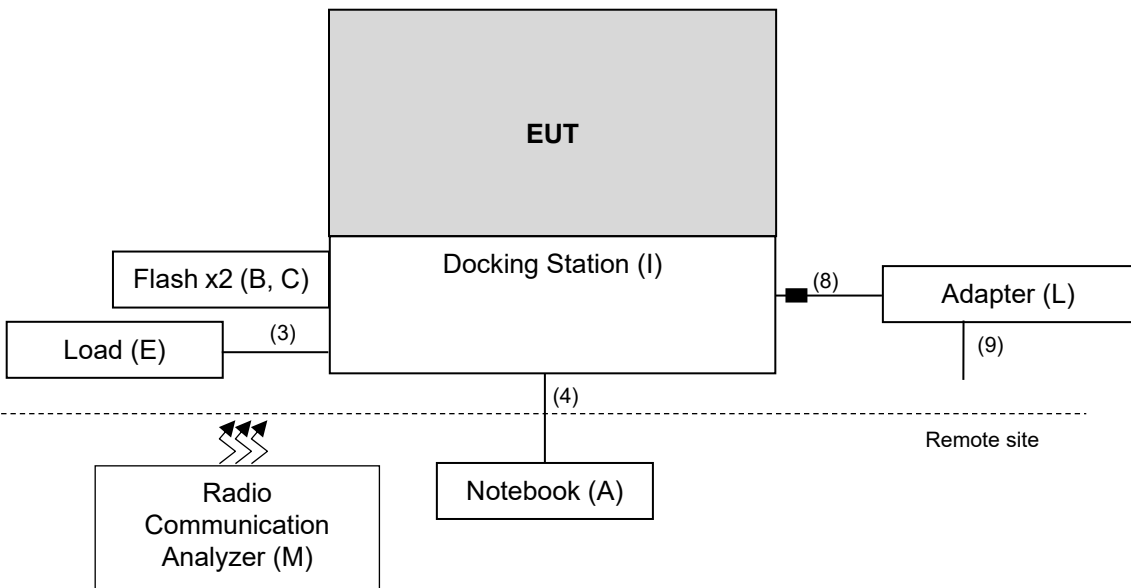 EUT
Docking Station (I)
Flash x2 (B, C)
(8)
Adapter (L)
(3)
Load (E)
(9)
(4)
Remote site
Notebook (A)
Radio
Communication
Analyzer (M)